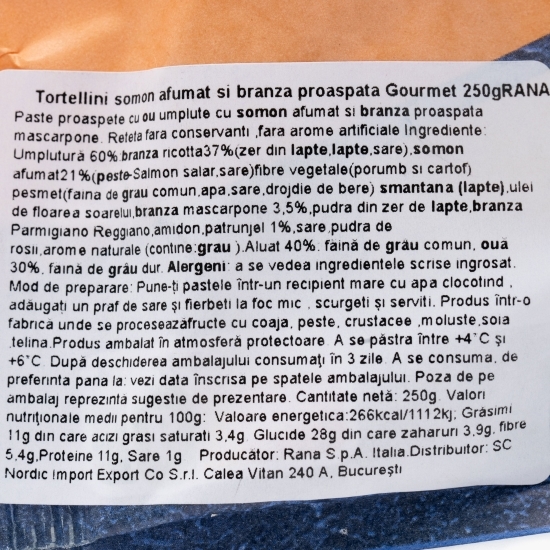 Tortellini somon afumat si branza proaspata Gourmet 250gRANA
Paste proaspete cu ou umplute cu somon afumat si branza proaspata
mascarpone. Reteta fara conservanti ,fara arome artificiale Ingrediente:
Umplutură 60% branza ricotta37%(zer din lapte,lapte,sare),somon
afumat21%(peste-Salmon salar,sare)fibre vegetale(porumb si cartof)
pesmet(faina de grau comun,apa,sare,drojdie de bere) smantana (lapte),ulei
de floarea soarelui,branza mascarpone 3,5%,pudra din zer de lapte,branza
Parmigiano Reggiano,amidon,patrunjel 1%,sare,pudra de
rosii,arome naturale (contine:grau ).Aluat 40%: faină de grău comun, ouă
30%, faină de grău dur. Alergeni: a se vedea ingredientele scrise ingrosat.
Mod de preparare: Pune-ți pastele într-un recipient mare cu apa clocotind ,
adăugați un praf de sare și fierbeti la foc mic , scurgeti și serviti. Produs într-o
fabrică unde se proceseazăfructe cu coaja, peste, crustacee ,moluste,soia
,telina.Produs ambalat în atmosferă protectoare. A se păstra între +4°C și
+6°C. După deschiderea ambalajului consumați în 3 zile. A se consuma, de
preferinta pana la: vezi data înscrisa pe spatele ambalajului. Poza de pe
ambalaj reprezintă sugestie de prezentare. Cantitate netă: 250g. Valori
nutriționale medii pentru 100g: Valoare energetica:266kcal/1112kj; Grăsimi
11g din care acizi grasi saturati 3,4g. Glucide 28g din care zaharuri 3,9g, fibre
5,4g,Proteine 11g, Sare 1g. Producător: Rana S.p.A. Italia.Distribuitor: SC
Nordic Import Export Co S.r.l. Calea Vitan 240 A, București